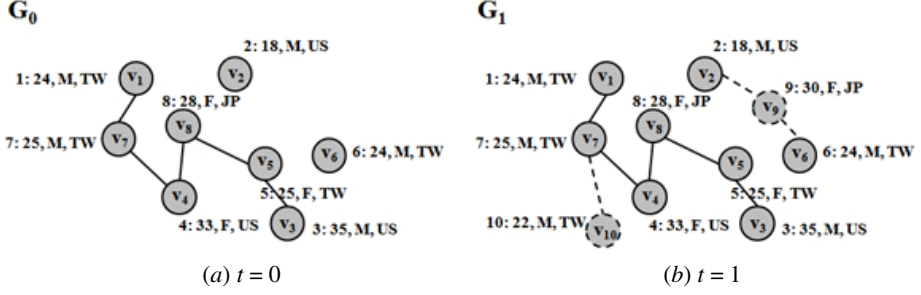 G0
2: 18, M, US
1: 24, M, TW
v1
v2
8: 28, F, JP
7: 25, M, TW
v7
v8
v5
v6
6: 24, M, TW
v4
5: 25, F, TW
4: 33, F, US
v3
3: 35, M, US
(a) t = 0
G1
2: 18, M, US
1: 24, M, TW
v1
v2
9: 30, F, JP
8: 28, F, JP
v9
7: 25, M, TW
v7
v8
v5
v6
6: 24, M, TW
v4
5: 25, F, TW
10: 22, M, TW
v10
4: 33, F, US
v3
3: 35, M, US
(b) t = 1